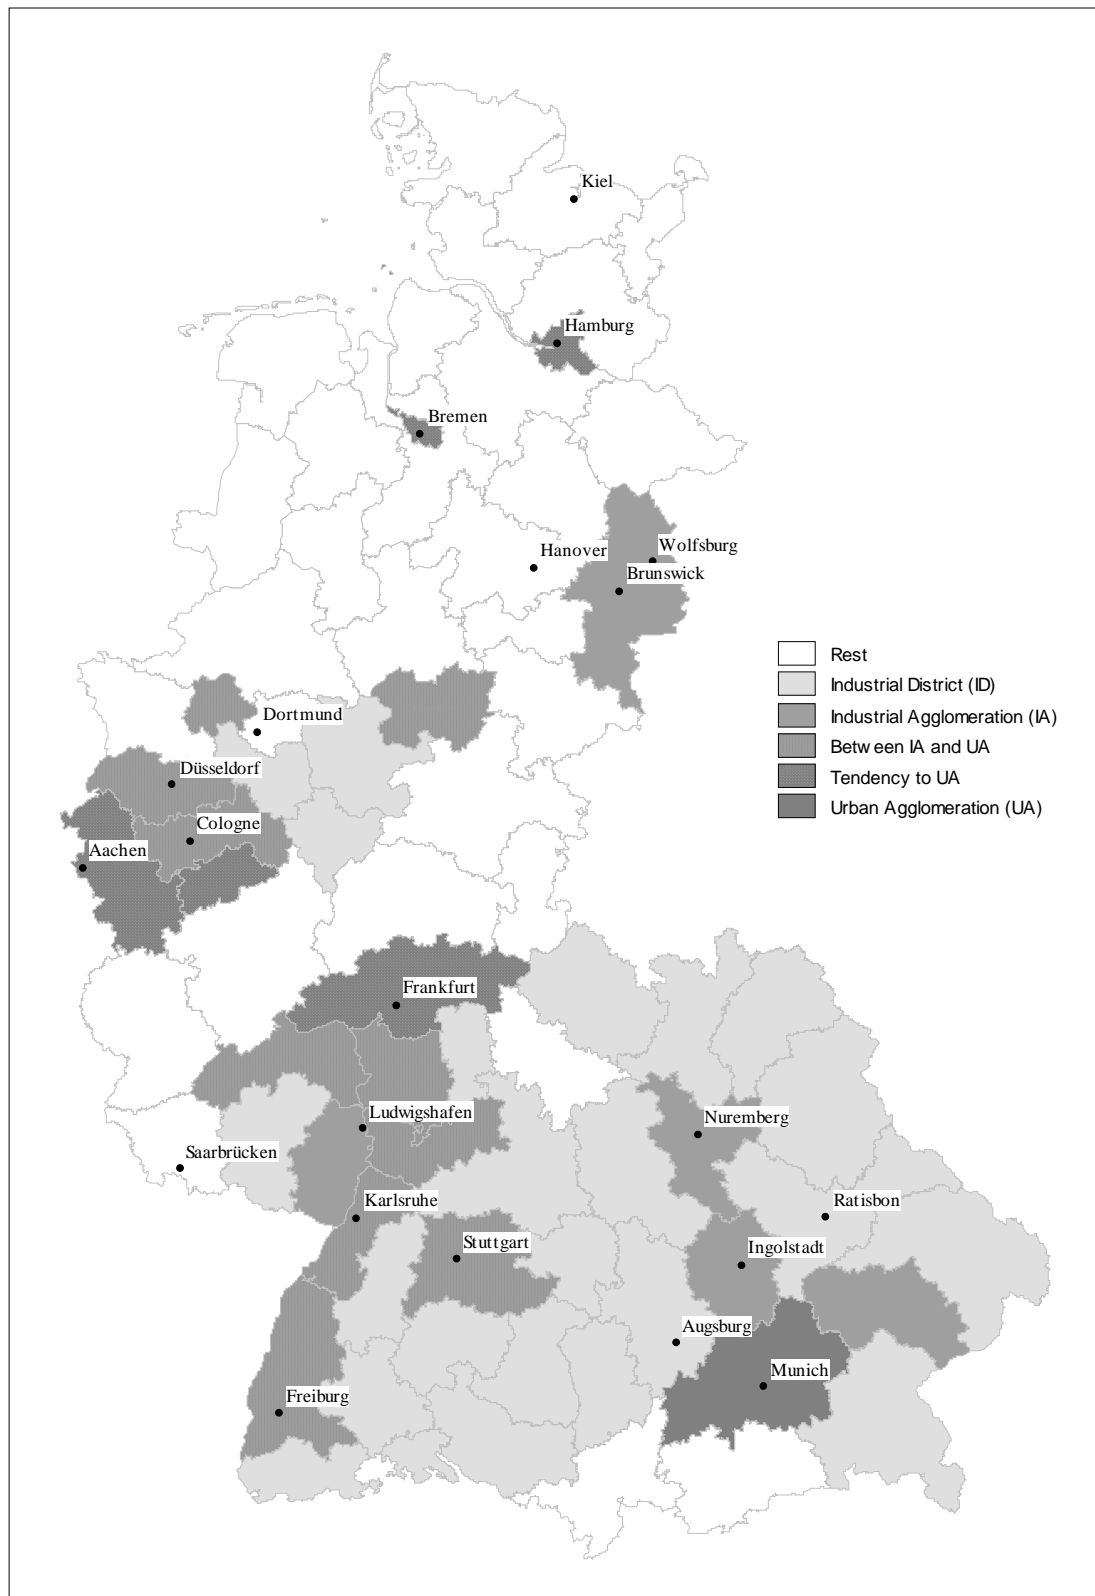 Kiel
Hamburg
Bremen
Hanover
Wolfsburg
Brunswick
Rest
Industrial District (ID)
Dortmund
Industrial Agglomeration (IA)
Between IA and UA
Düsseldorf
Tendency to UA
Urban Agglomeration (UA)
Cologne
Aachen
Frankfurt
Ludwigshafen
Nuremberg
Saarbrücken
Karlsruhe
Ratisbon
Stuttgart
Ingolstadt
Augsburg
Munich
Freiburg